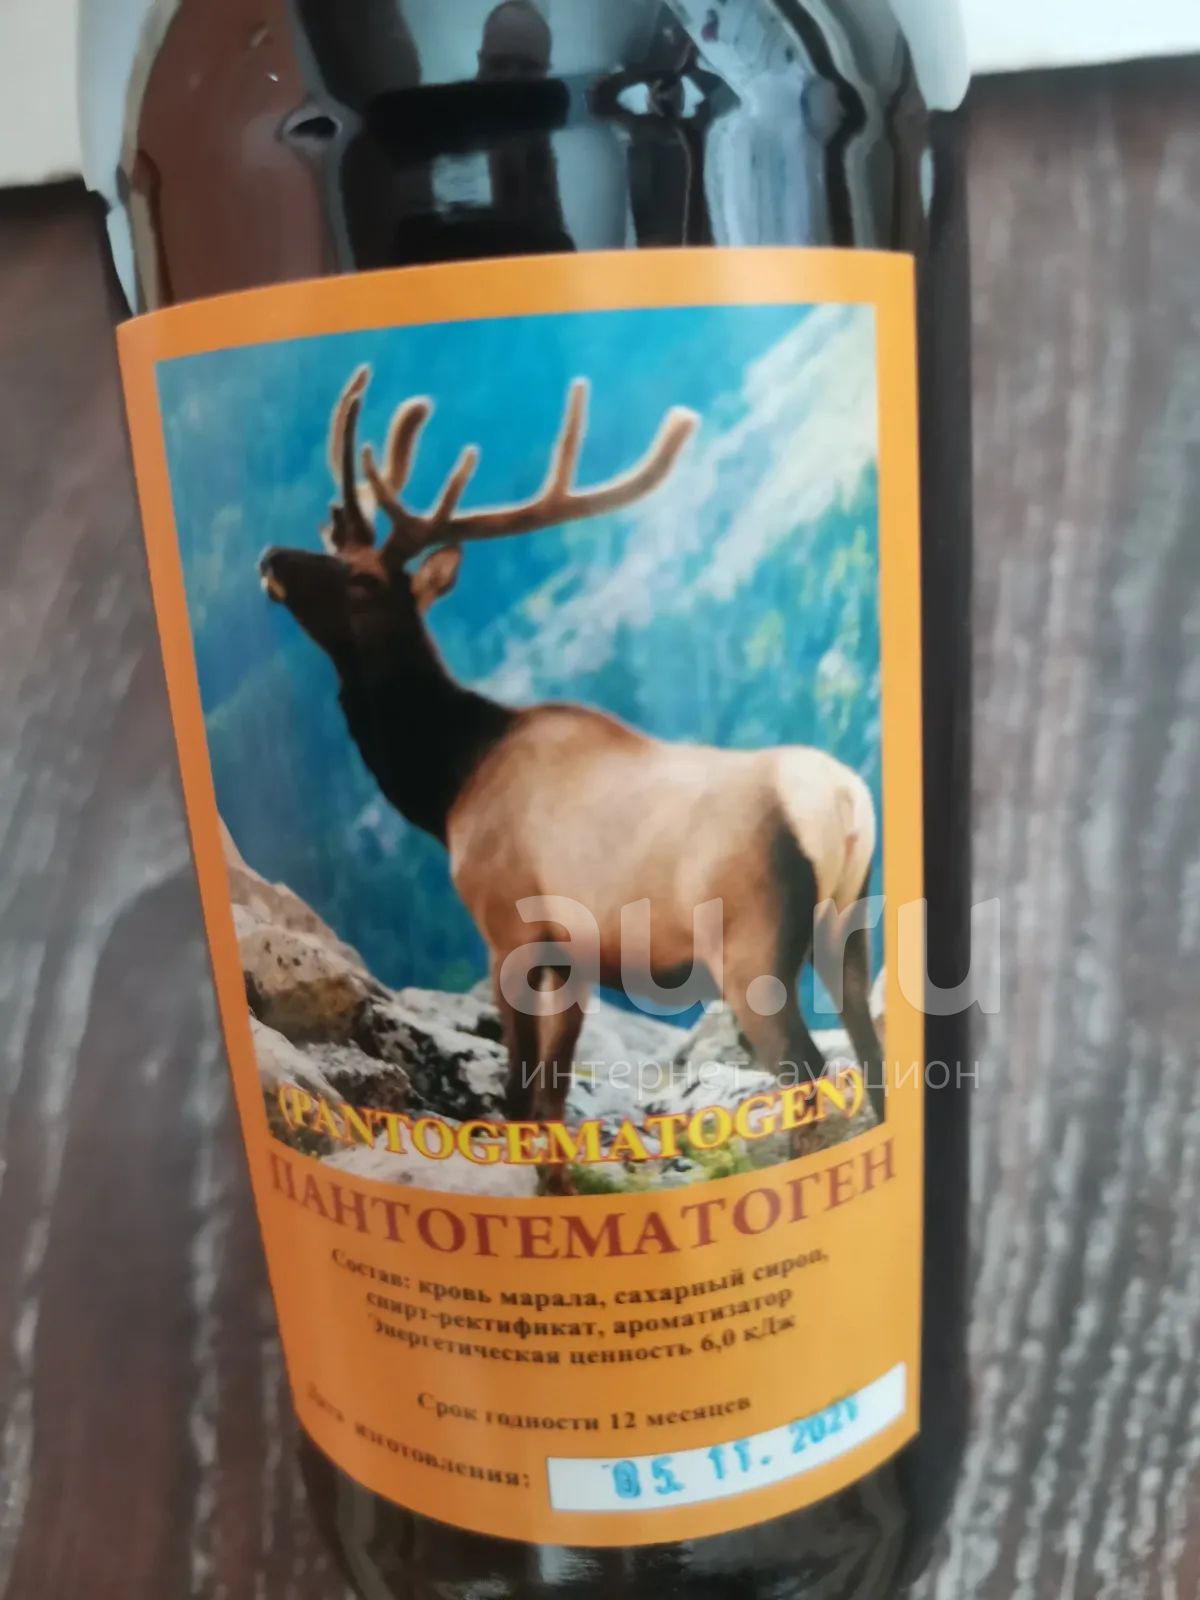 au.ru
интернет аукцион
(PANTOGEMATOGEN)
ПАНТОГЕМАТОГЕН
Состав: кровь марала, сахарный сироп,
спирт-ректификат, ароматизатор
Энергетическая ценность 6,0 кДж
Срок годности 12 месяцев
Дата изготовления: 05. 11. 2021